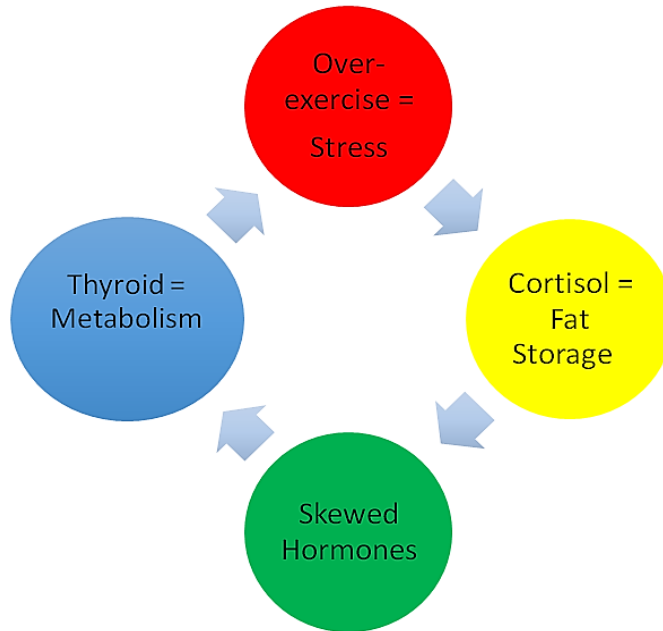 Over-
exercise =
Stress
Cortisol =
Fat
Storage
Skewed
Hormones
Thyroid =
Metabolism